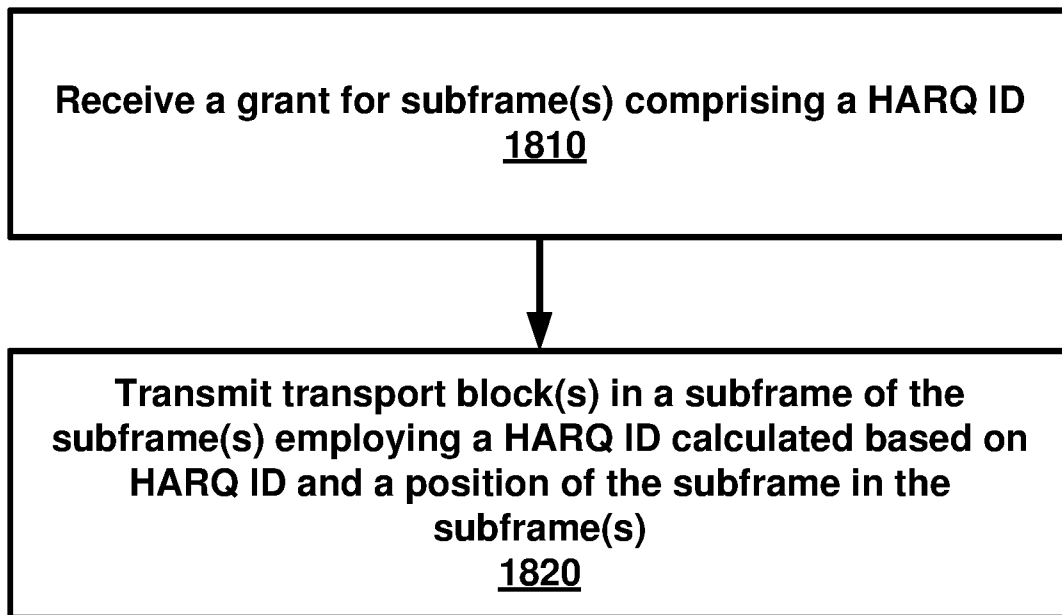 Receive a grant for subframe(s) comprising a HARQ ID
1810
Transmit transport block(s) in a subframe of the
subframe(s) employing a HARQ ID calculated based on
HARQ ID and a position of the subframe in the
subframe(s)
1820